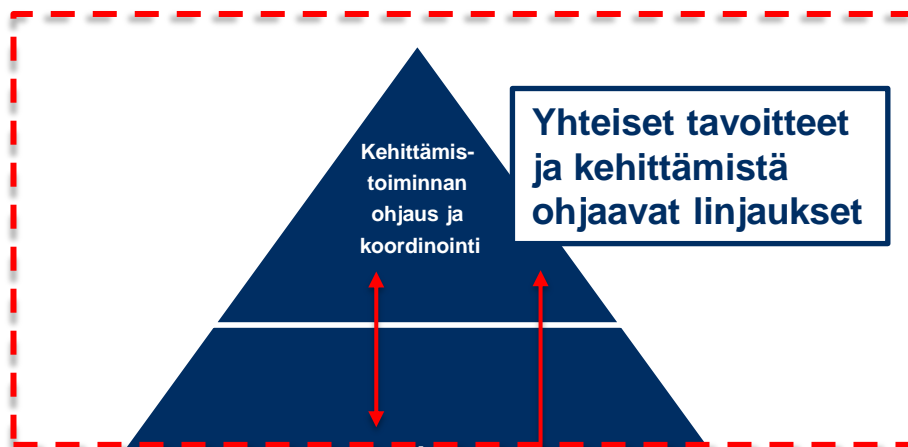 Kehittämis-
toiminnan
ohjaus ja
koordinointi
Yhteiset tavoitteet
ja kehittämistä
ohjaavat linjaukset